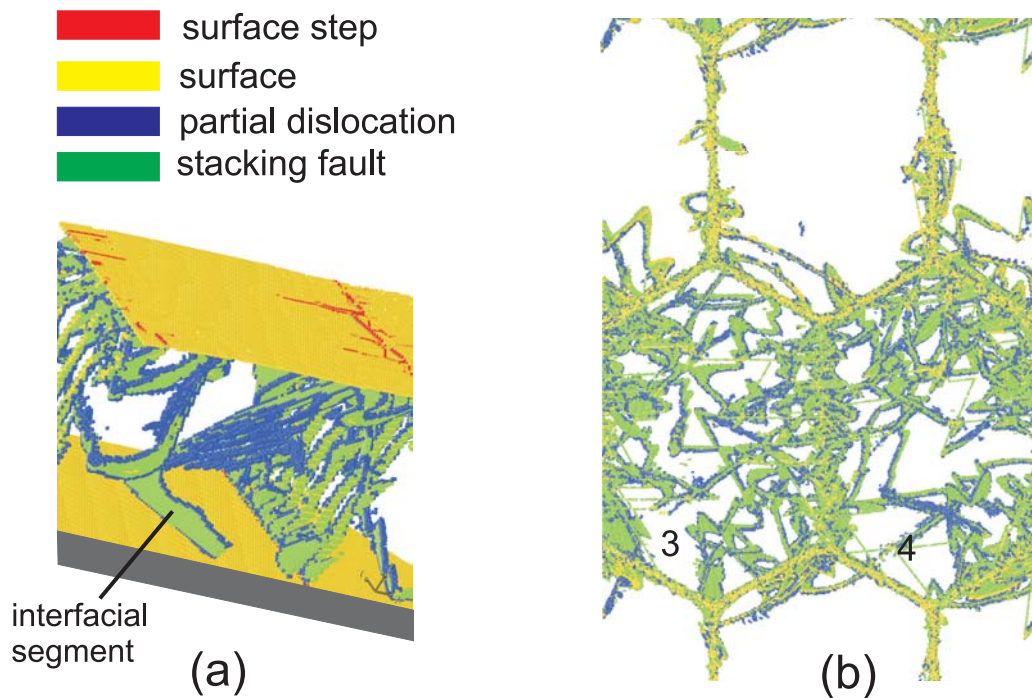 surface step
surface
partial dislocation
stacking fault
interfacial
segment
(a)
3
4
(b)